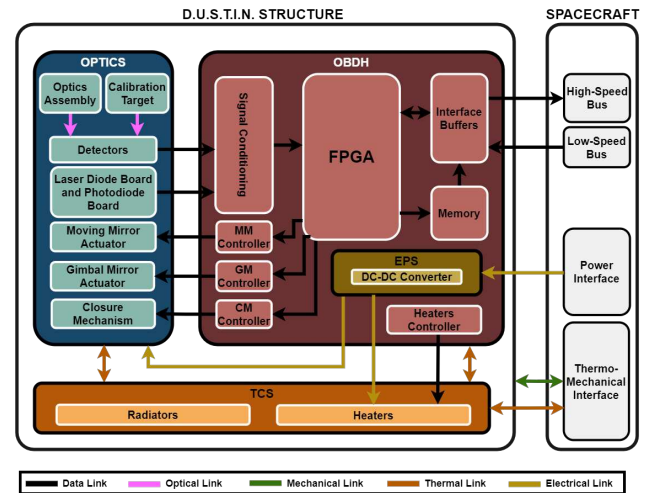 D.U.S.T.I.N. STRUCTURE
SPACECRAFT
OPTICS
OBDH
Optics
Assembly
Calibration
Target
Detectors
Laser Diode Board
and Photodiode
Board
Moving Mirror
Actuator
Gimbal Mirror
Actuator
Closure
Mechanism
Signal Conditioning
FPGA
Interface
Buffers
Memory
MM
Controller
GM
Controller
CM
Controller
EPS
DC-DC Converter
Heaters
Controller
TCS
Radiators
Heaters
High-Speed
Bus
Low-Speed
Bus
Power
Interface
Thermo-
Mechanical
Interface
Data Link
Optical Link
Mechanical Link
Thermal Link
Electrical Link